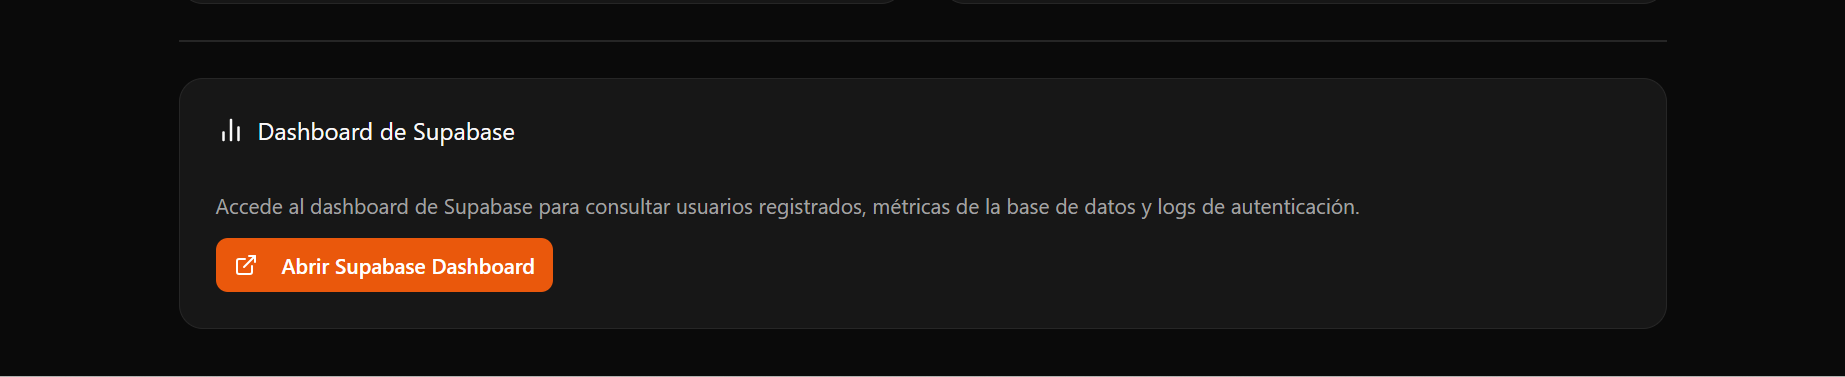 Dashboard de Supabase
Accede al dashboard de Supabase para consultar usuarios registrados, métricas de la base de datos y logs de autenticación.
Abrir Supabase Dashboard